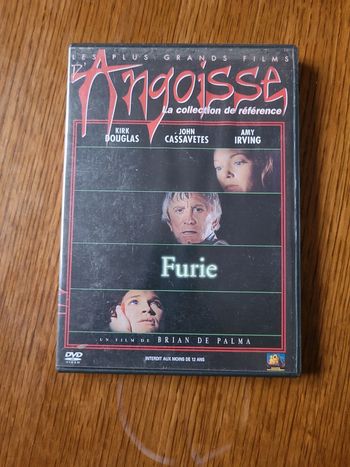 LES PLUS GRANDS FILMS
D'Angoisse
La collection de référence
KIRK DOUGLAS
JOHN CASSAVETES
AMY IRVING
Furie
UN FILM DE BRIAN DE PALMA
DVD
VIDEO
INTERDIT AUX MOINS DE 12 ANS